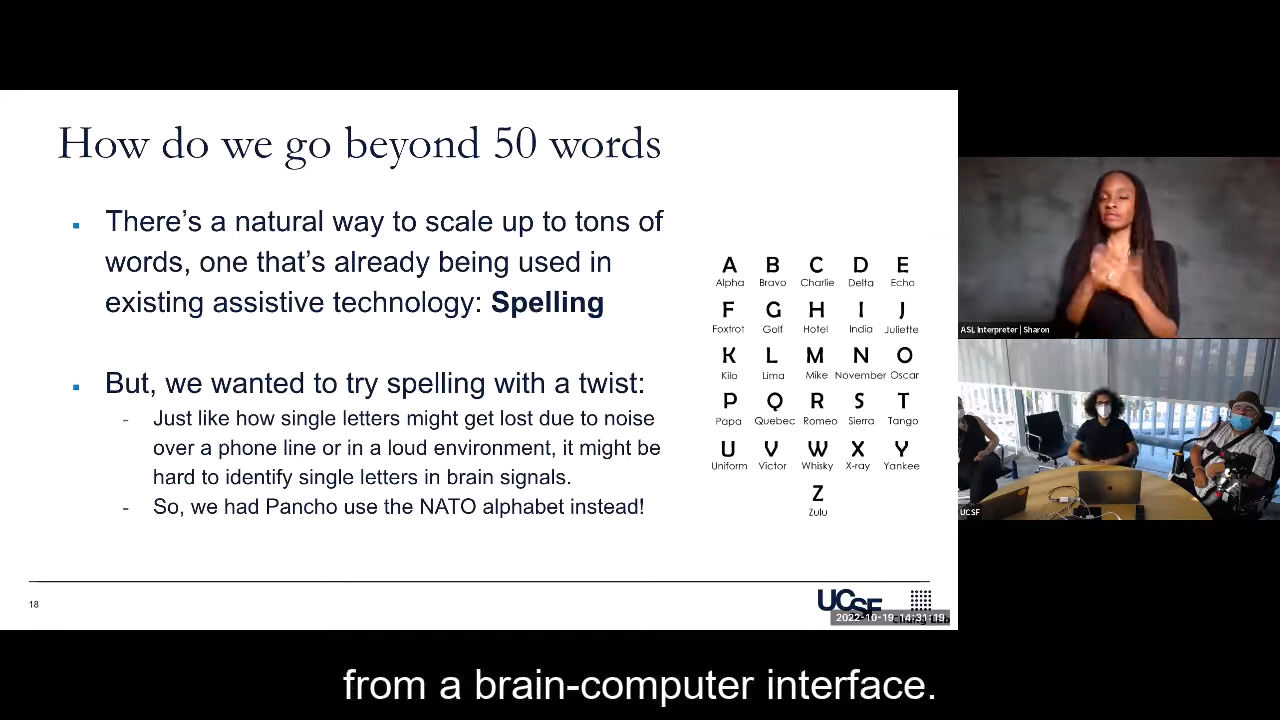 How do we go beyond 50 words
There's a natural way to scale up to tons of
words, one that's already being used in
existing assistive technology: Spelling
But, we wanted to try spelling with a twist:
- Just like how single letters might get lost due to noise
over a phone line or in a loud environment, it might be
hard to identify single letters in brain signals.
- So, we had Pancho use the NATO alphabet instead!
A B C D E
Alpha Bravo Charlie Delta Echo
F G H I J
Foxtrot Golf Hotel India Juliette
K L M N O
Kilo Lima Mike November Oscar
P Q R S T
Papa Quebec Romeo Sierra Tango
U V W X Y
Uniform Victor Whisky X-ray Yankee
Z
Zulu
18
UCSF
2022-10-19 14:31:19
ASL Interpreter | Sharon
UCSF
from a brain-computer interface.